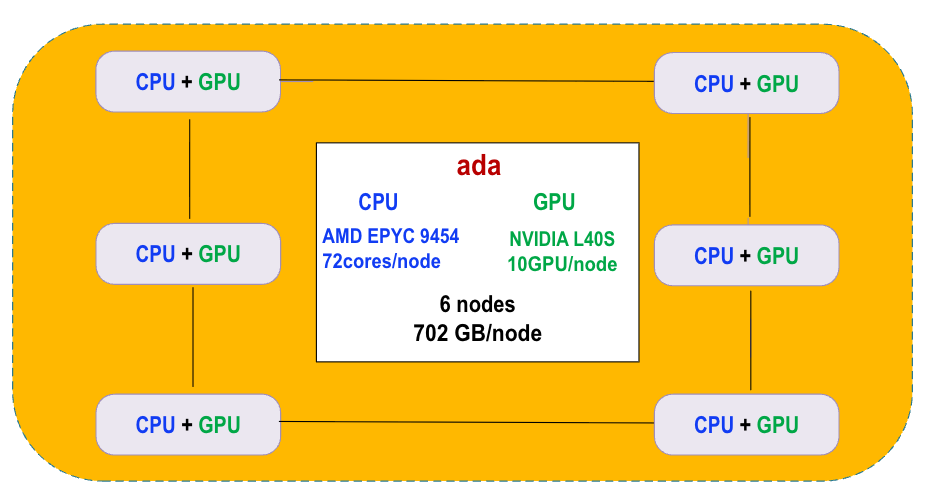 CPU + GPU
CPU + GPU
ada
CPU
GPU
AMD EPYC 9454
72cores/node
NVIDIA L40S
10GPU/node
6 nodes
702 GB/node
CPU + GPU
CPU + GPU
CPU + GPU
CPU + GPU